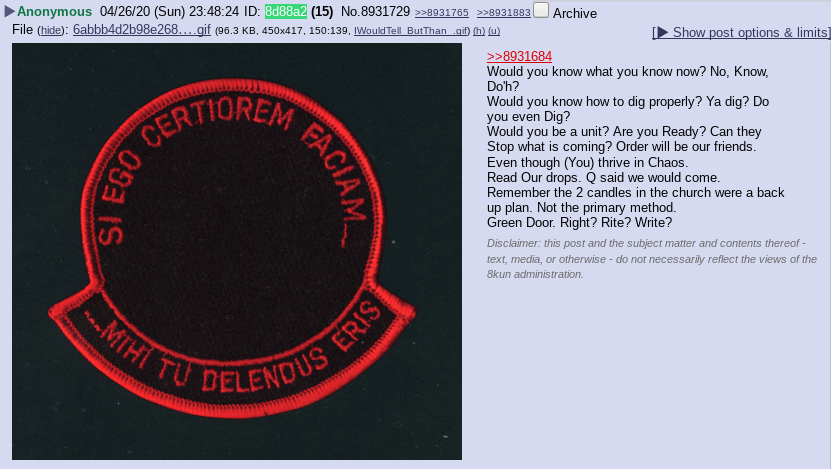 ▶Anonymous 04/26/20 (Sun) 23:48:24 ID: 8d88a2 (15) No.8931729 >>8931765 >>8931883 Archive
File (hide): 6abbb4d2b98e268….gif (96.3 KB, 450x417, 150:139, IWouldTell_ButThan_.gif) (h) (u)
[▶ Show post options & limits]
SI EGO CERTIOREM FACIAM~~
~~MIHI TU DELENDUS ERIS
>>8931684
Would you know what you know now? No, Know,
Do'h?
Would you know how to dig properly? Ya dig? Do
you even Dig?
Would you be a unit? Are you Ready? Can they
Stop what is coming? Order will be our friends.
Even though (You) thrive in Chaos.
Read Our drops. Q said we would come.
Remember the 2 candles in the church were a back
up plan. Not the primary method.
Green Door. Right? Rite? Write?
Disclaimer: this post and the subject matter and contents thereof -
text, media, or otherwise - do not necessarily reflect the views of the
8kun administration.